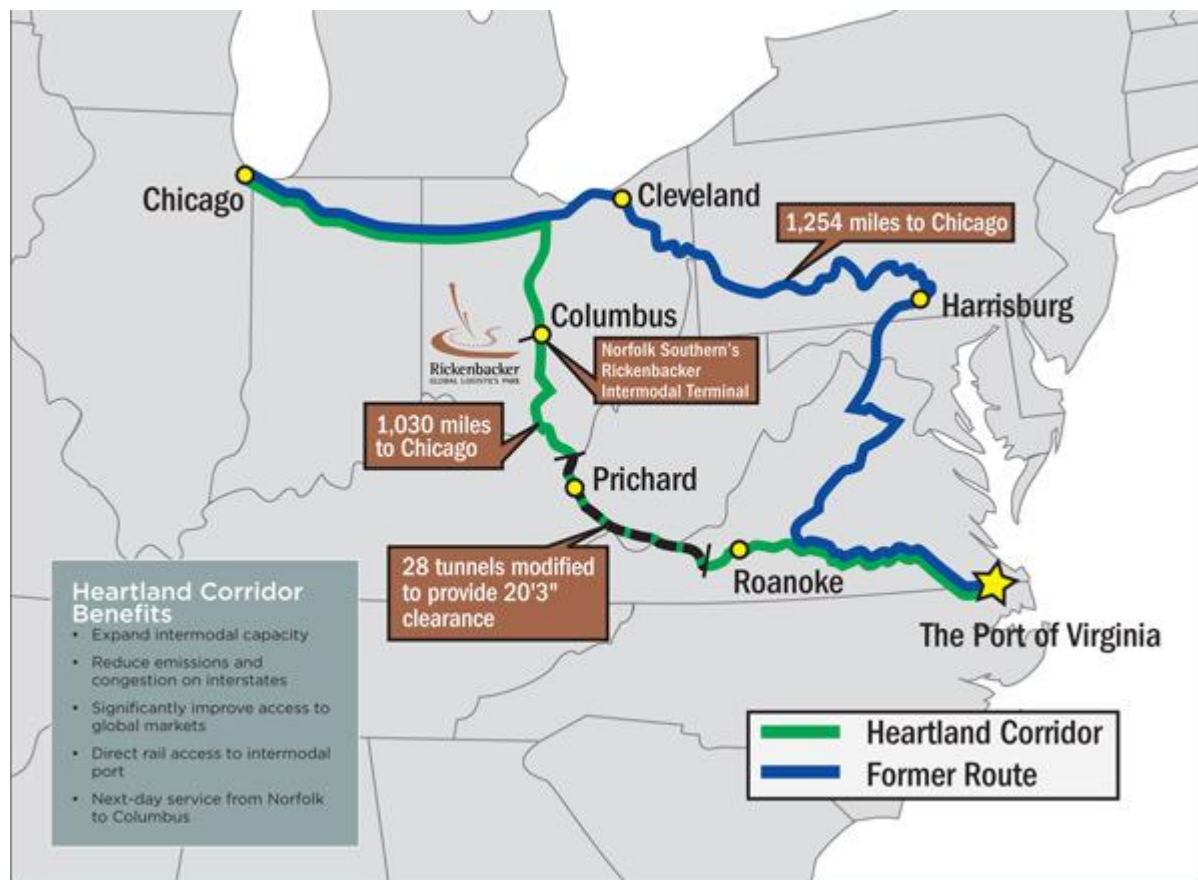 Chicago
Cleveland
1,254 miles to Chicago
Harrisburg
Columbus
Rickenbacker
GLOBAL LOGISTICS PARK
Norfolk Southern's
Rickenbacker
Intermodal Terminal
1,030 miles
to Chicago
Prichard
28 tunnels modified
to provide 20'3"
clearance
Roanoke
The Port of Virginia
Heartland Corridor
Benefits
• Expand intermodal capacity
• Reduce emissions and
congestion on interstates
• Significantly improve access to
global markets
• Direct rail access to intermodal
port
• Next-day service from Norfolk
to Columbus
Heartland Corridor
Former Route